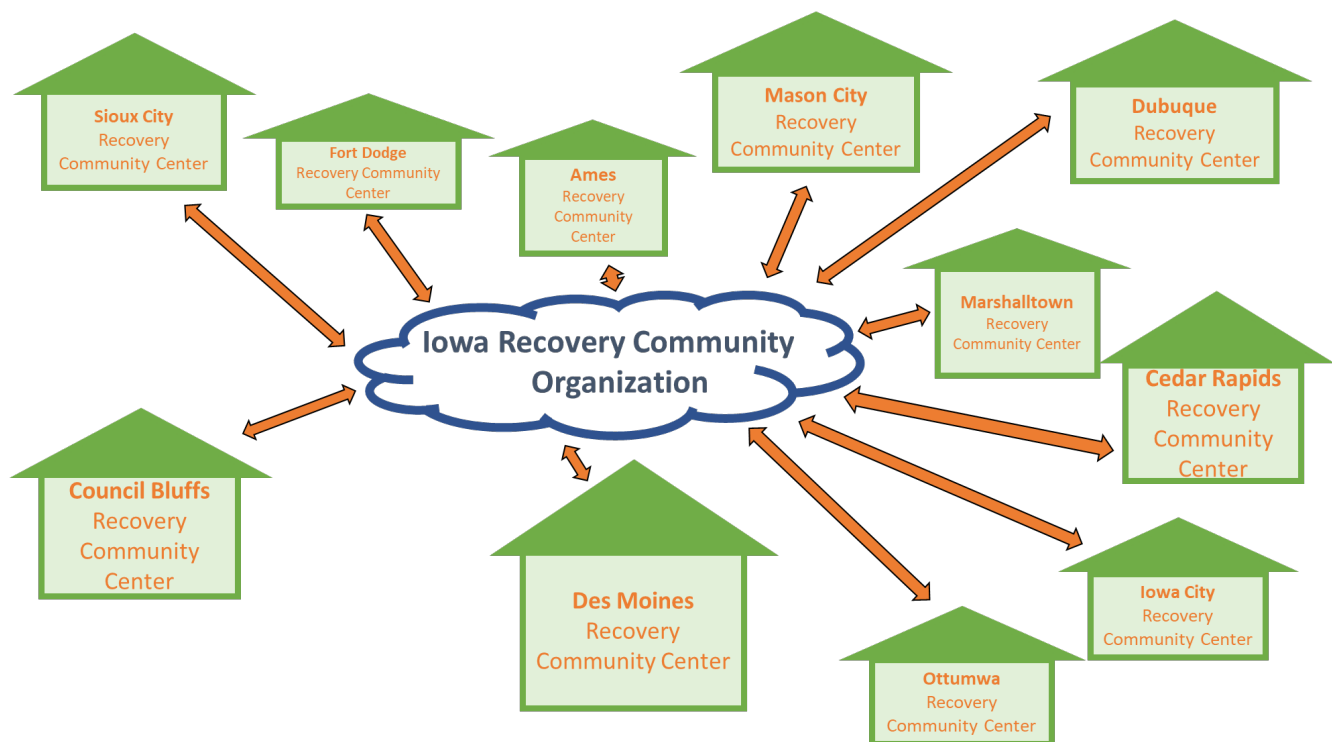 Sioux City
Recovery
Community Center
Fort Dodge
Recovery Community
Center
Ames
Recovery
Community
Center
Mason City
Recovery
Community Center
Dubuque
Recovery
Community Center
Marshalltown
Recovery
Community Center
Iowa Recovery Community
Organization
Cedar Rapids
Recovery
Community
Center
Council Bluffs
Recovery
Community
Center
Des Moines
Recovery
Community Center
Iowa City
Recovery
Community Center
Ottumwa
Recovery
Community Center